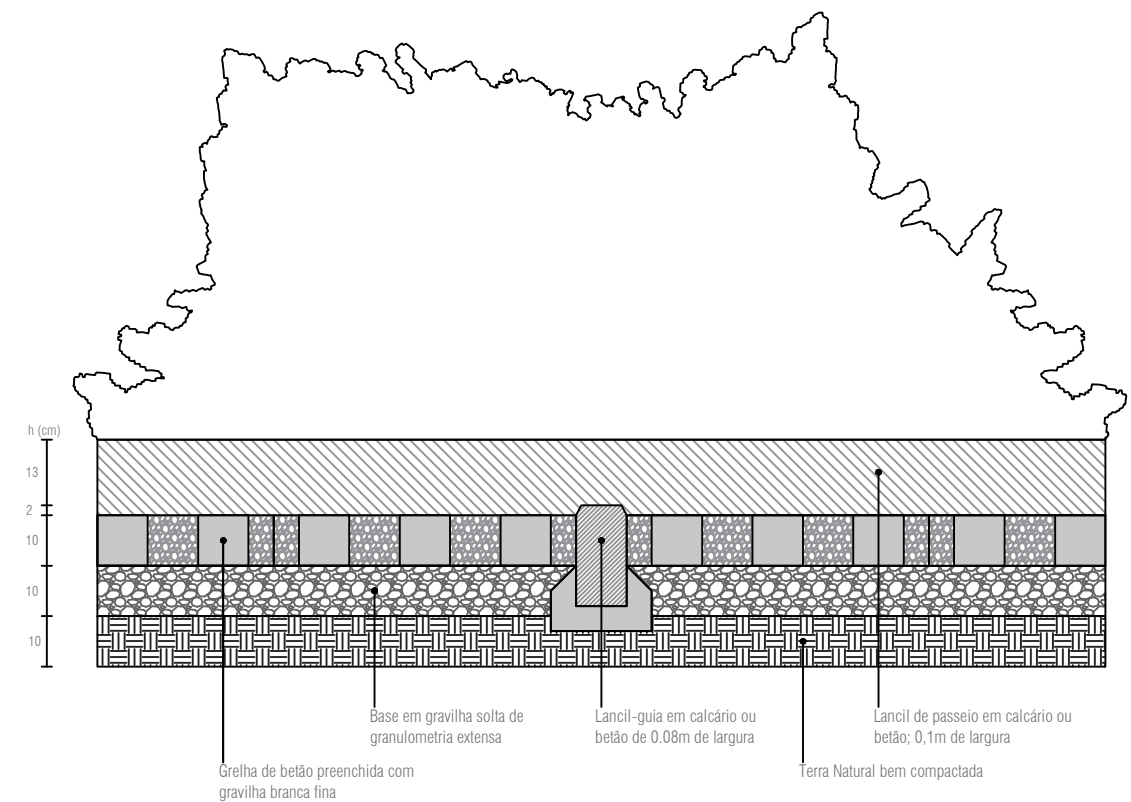 h (cm)
13
2
10
10
10
Base em gravilha solta de
granulometria extensa
Lancil-guia em calcário ou
betão de 0.08m de largura
Lancil de passeio em calcário ou
betão; 0,1m de largura
Grelha de betão preenchida com
gravilha branca fina
Terra Natural bem compactada